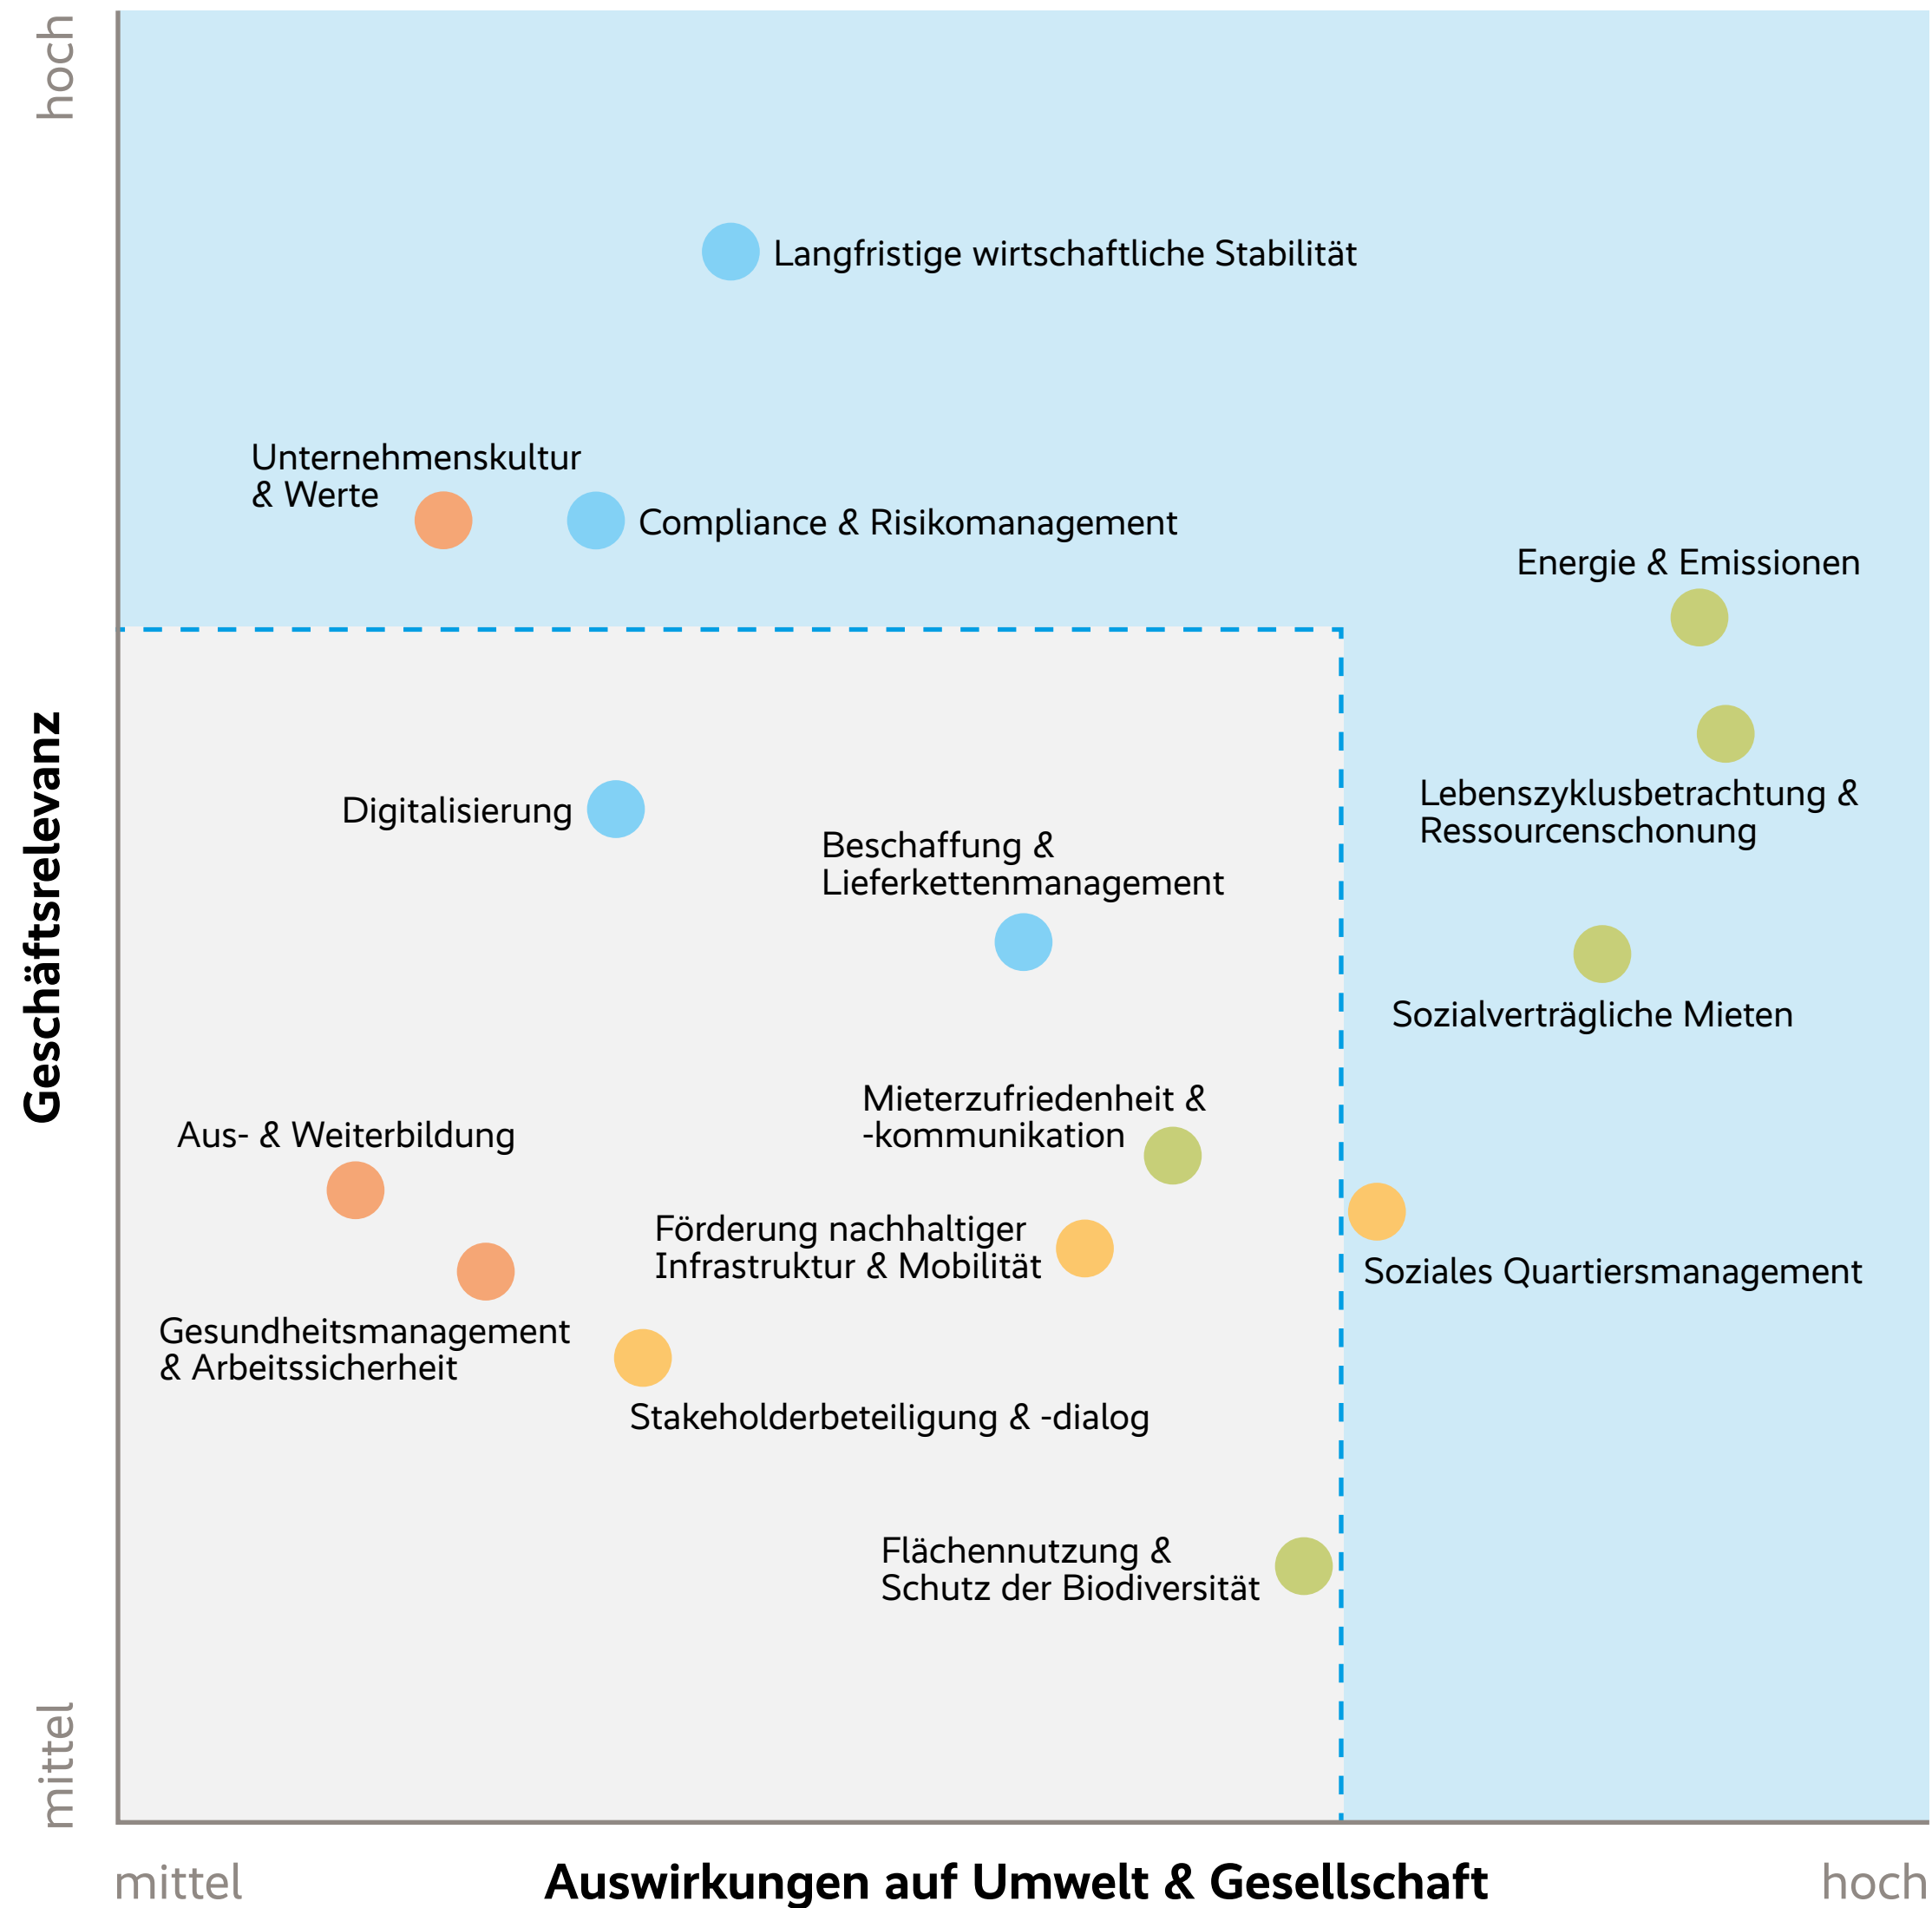 hoch
Langfristige wirtschaftliche Stabilität
Unternehmenskultur
& Werte
Compliance & Risikomanagement
Energie & Emissionen
Geschäftsrelevanz
Digitalisierung
Lebenszyklusbetrachtung &
Ressourcenschonung
Beschaffung &
Lieferkettenmanagement
Sozialverträgliche Mieten
Mieterzufriedenheit &
-kommunikation
Aus- & Weiterbildung
Förderung nachhaltiger
Infrastruktur & Mobilität
Soziales Quartiersmanagement
Gesundheitsmanagement
& Arbeitssicherheit
Stakeholderbeteiligung & -dialog
Flächennutzung &
Schutz der Biodiversität
mittel
mittel
Auswirkungen auf Umwelt & Gesellschaft
hoch